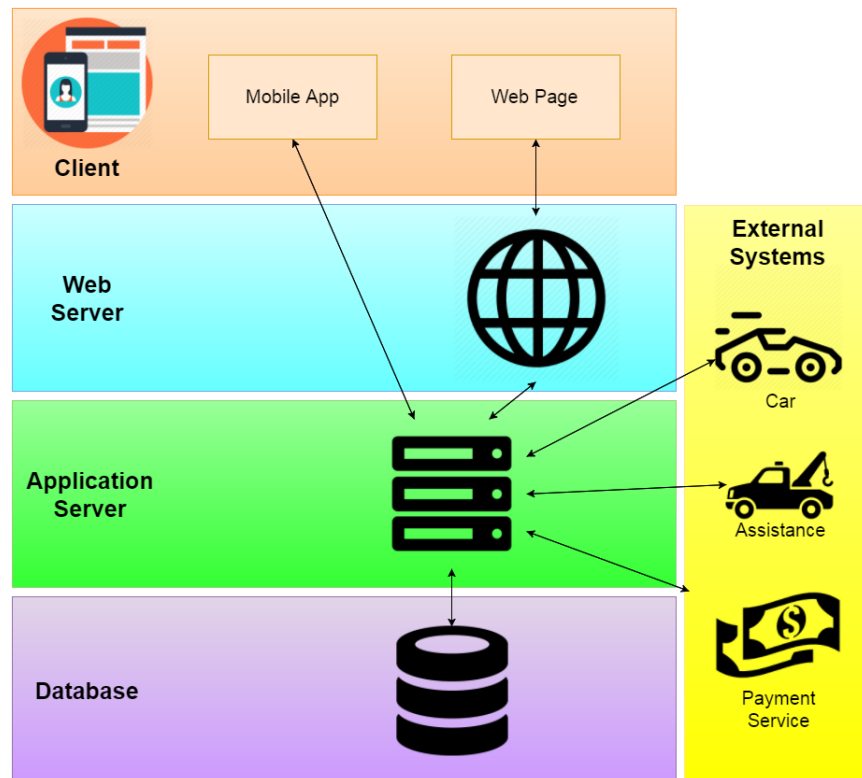 Mobile App
Web Page
Client
Web
Server
External
Systems
Car
Application
Server
Assistance
Database
Payment
Service